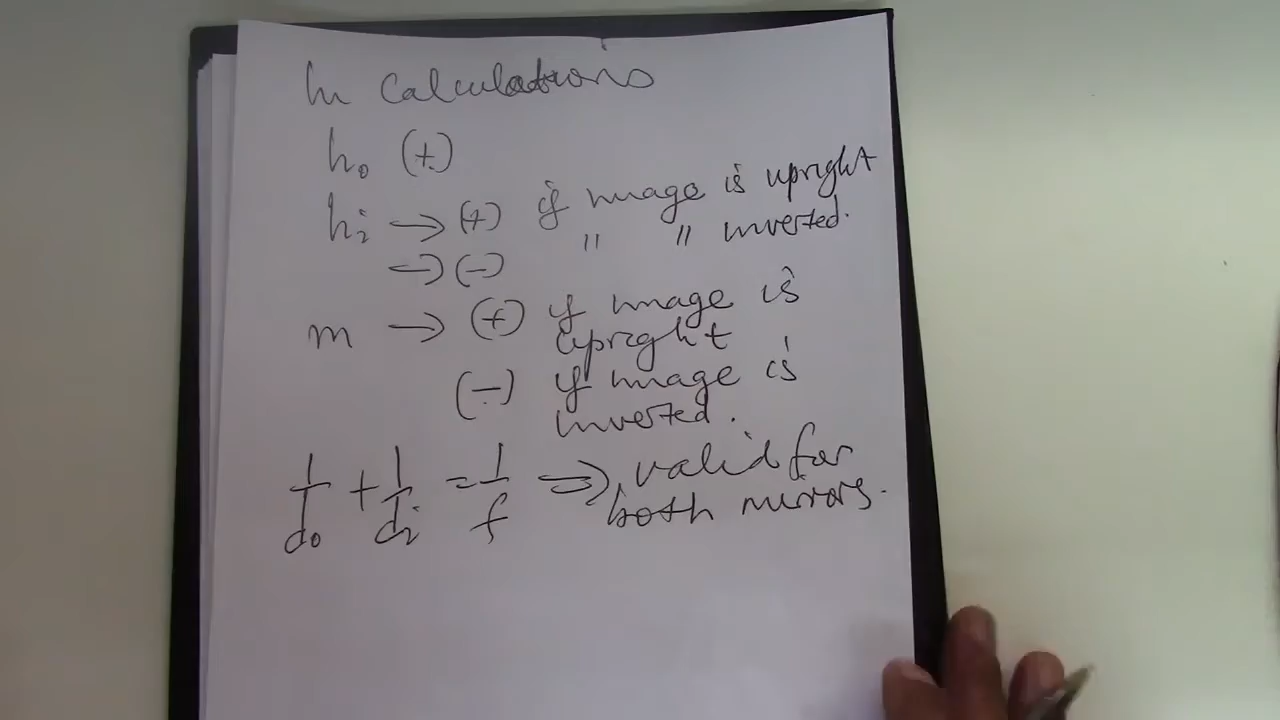 In calculations
h₀ (+)
hᵢ → (+) if image is upright
→ (-) " " inverted.
m → (+) if image is
upright
(-) if image is
inverted.
1/d₀ + 1/dᵢ = 1/f ⇒ valid for
both mirrors.